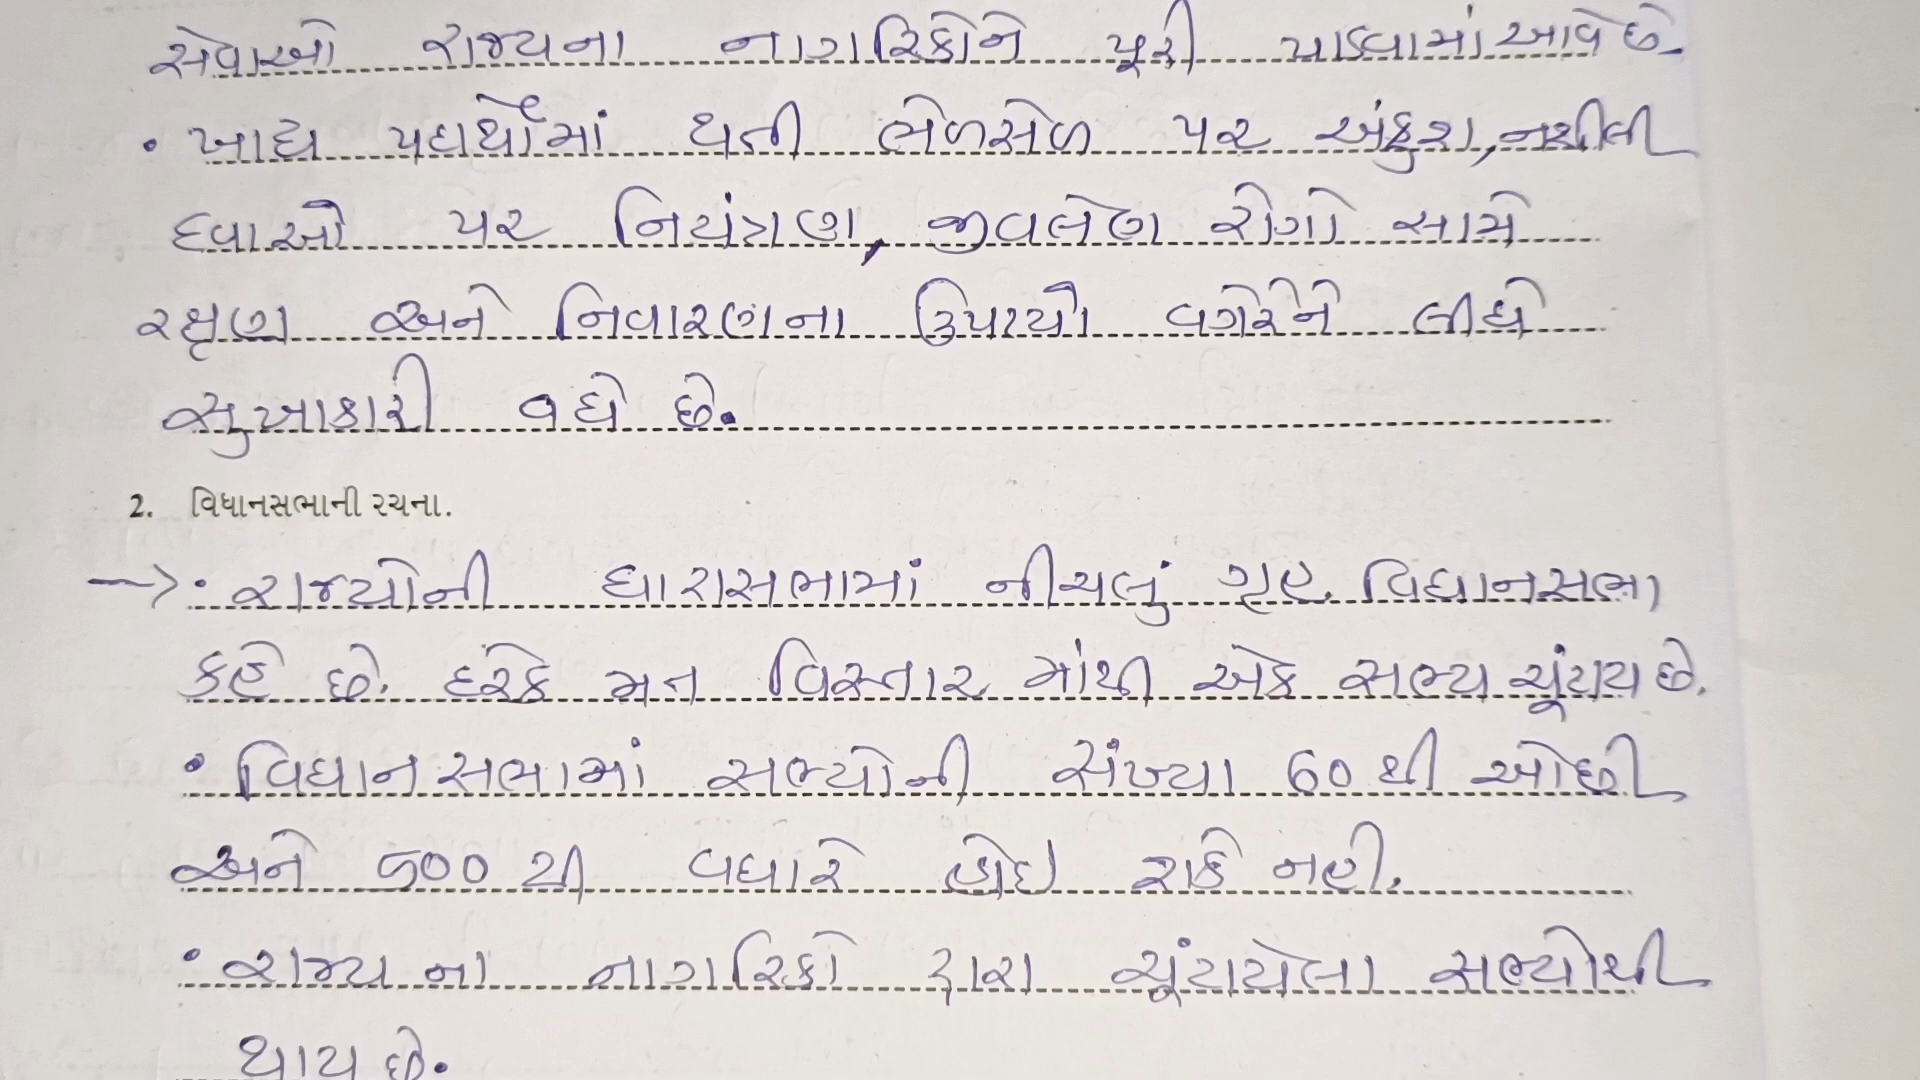 સેવાઓ રાજ્યના નાગરિકોને પૂરી પાડવામાં આવે છે.
• ખાદ્ય પદાર્થોમાં થતી ભેળસેળ પર અંકુશ, નશીલી
દવાઓ પર નિયંત્રણ, જીવલેણ રોગો સામે
રક્ષણ અને નિવારણના ઉપાયો વગેરેને લીધે
સુખાકારી વધે છે.
2. વિધાનસભાની રચના.
→ • રાજ્યોની ધારાસભામાં નીચલું ગૃહ વિધાનસભા
કહે છે. દરેક મત વિસ્તાર માંથી એક સભ્ય ચૂંટાય છે.
• વિધાનસભામાં સભ્યોની સંખ્યા 60 થી ઓછી
અને 500 થી વધારે હોઇ શકે નહી.
• રાજ્ય ના નાગરિકો દ્વારા ચૂંટાયેલા સભ્યોથી
થાય છે.